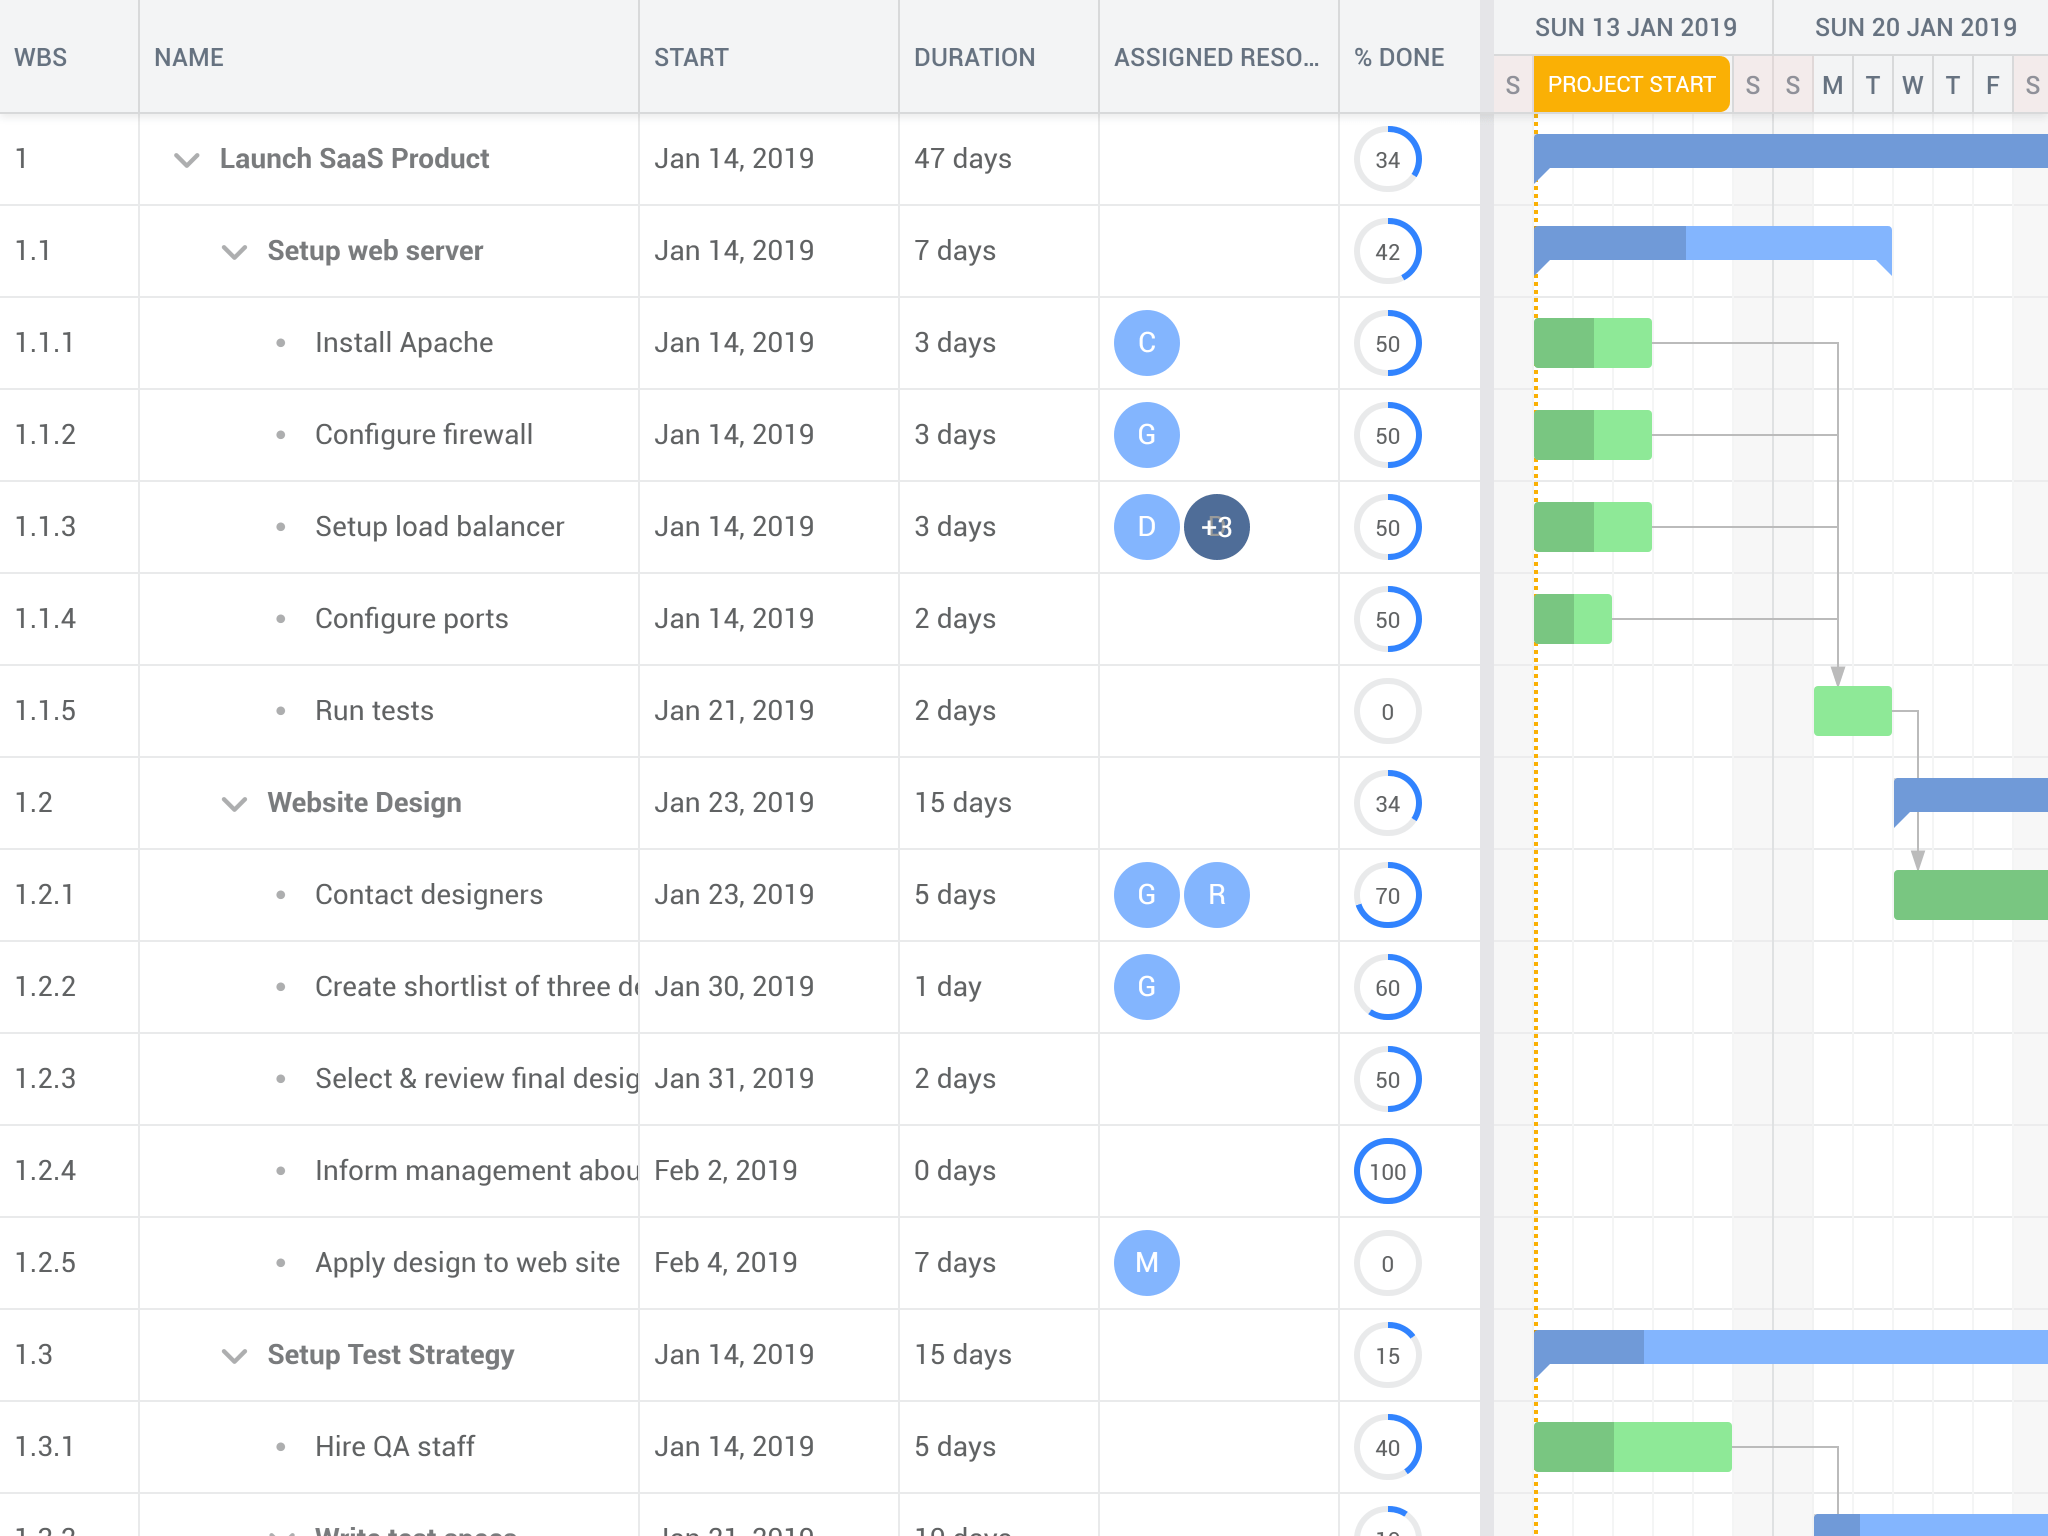 WBS NAME START DURATION ASSIGNED RESO... % DONE SUN 13 JAN 2019 SUN 20 JAN 2019
S PROJECT START S S M T W T F S
1 Launch SaaS Product Jan 14, 2019 47 days 34
1.1 Setup web server Jan 14, 2019 7 days 42
1.1.1 Install Apache Jan 14, 2019 3 days C 50
1.1.2 Configure firewall Jan 14, 2019 3 days G 50
1.1.3 Setup load balancer Jan 14, 2019 3 days D +3 50
1.1.4 Configure ports Jan 14, 2019 2 days 50
1.1.5 Run tests Jan 21, 2019 2 days 0
1.2 Website Design Jan 23, 2019 15 days 34
1.2.1 Contact designers Jan 23, 2019 5 days G R 70
1.2.2 Create shortlist of three Jan 30, 2019 1 day G 60
1.2.3 Select & review final desig Jan 31, 2019 2 days 50
1.2.4 Inform management abou Feb 2, 2019 0 days 100
1.2.5 Apply design to web site Feb 4, 2019 7 days M 0
1.3 Setup Test Strategy Jan 14, 2019 15 days 15
1.3.1 Hire QA staff Jan 14, 2019 5 days 40